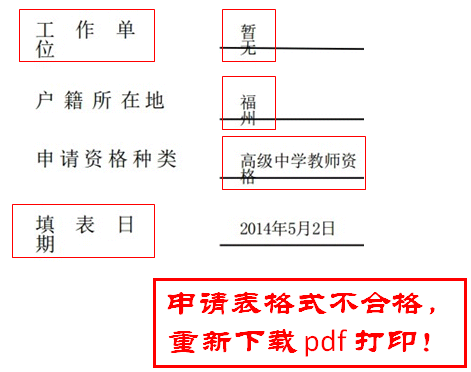 工作单
位
暂
无
户籍所在地
福
州
申请资格种类
高级中学教师资
格
填表日
期
2014年5月2日
申请表格式不合格，
重新下载pdf打印！